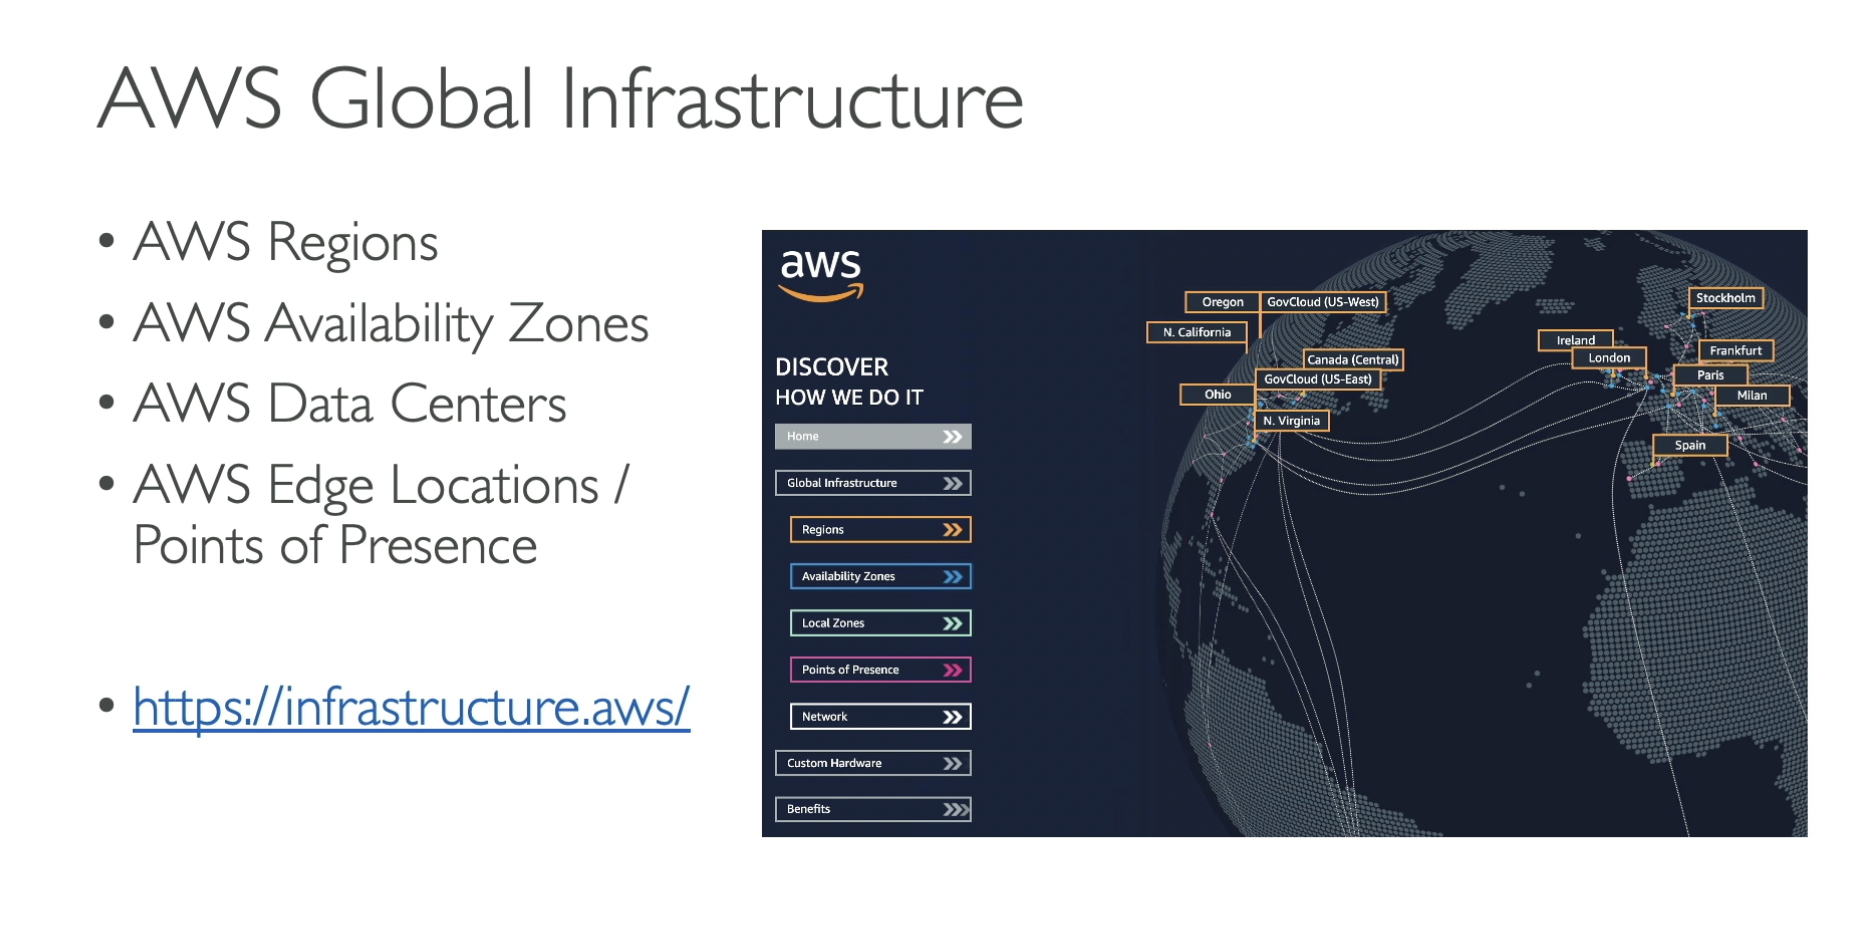 AWS Global Infrastructure
• AWS Regions
• AWS Availability Zones
• AWS Data Centers
• AWS Edge Locations /
Points of Presence
• https://infrastructure.aws/
aws
DISCOVER
HOW WE DO IT
Home
Global Infrastructure
Regions
Availability Zones
Local Zones
Points of Presence
Network
Custom Hardware
Benefits
Oregon
GovCloud (US-West)
N. California
Canada (Central)
GovCloud (US-East)
Ohio
N. Virginia
Stockholm
Ireland
London
Frankfurt
Paris
Milan
Spain